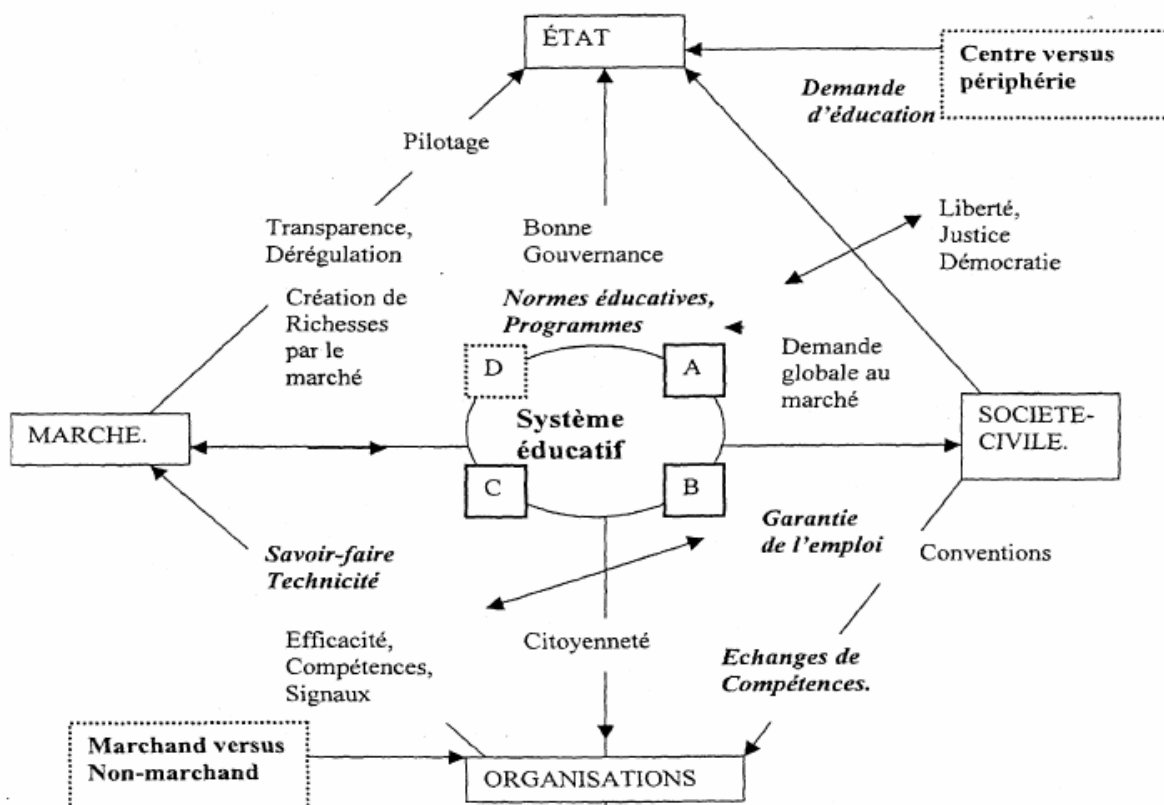 ÉTAT
Centre versus
périphérie
Demande
d'éducation
Pilotage
Transparence,
Dérégulation
Bonne
Gouvernance
Liberté,
Justice
Démocratie
Création de
Richesses
par le
marché
Normes éducatives,
Programmes
Demande
globale au
marché
D
A
MARCHE.
Système
éducatif
SOCIETE-
CIVILE.
C
B
Savoir-faire
Technicité
Garantie
de l'emploi
Conventions
Efficacité,
Compétences,
Signaux
Citoyenneté
Echanges de
Compétences.
Marchand versus
Non-marchand
ORGANISATIONS